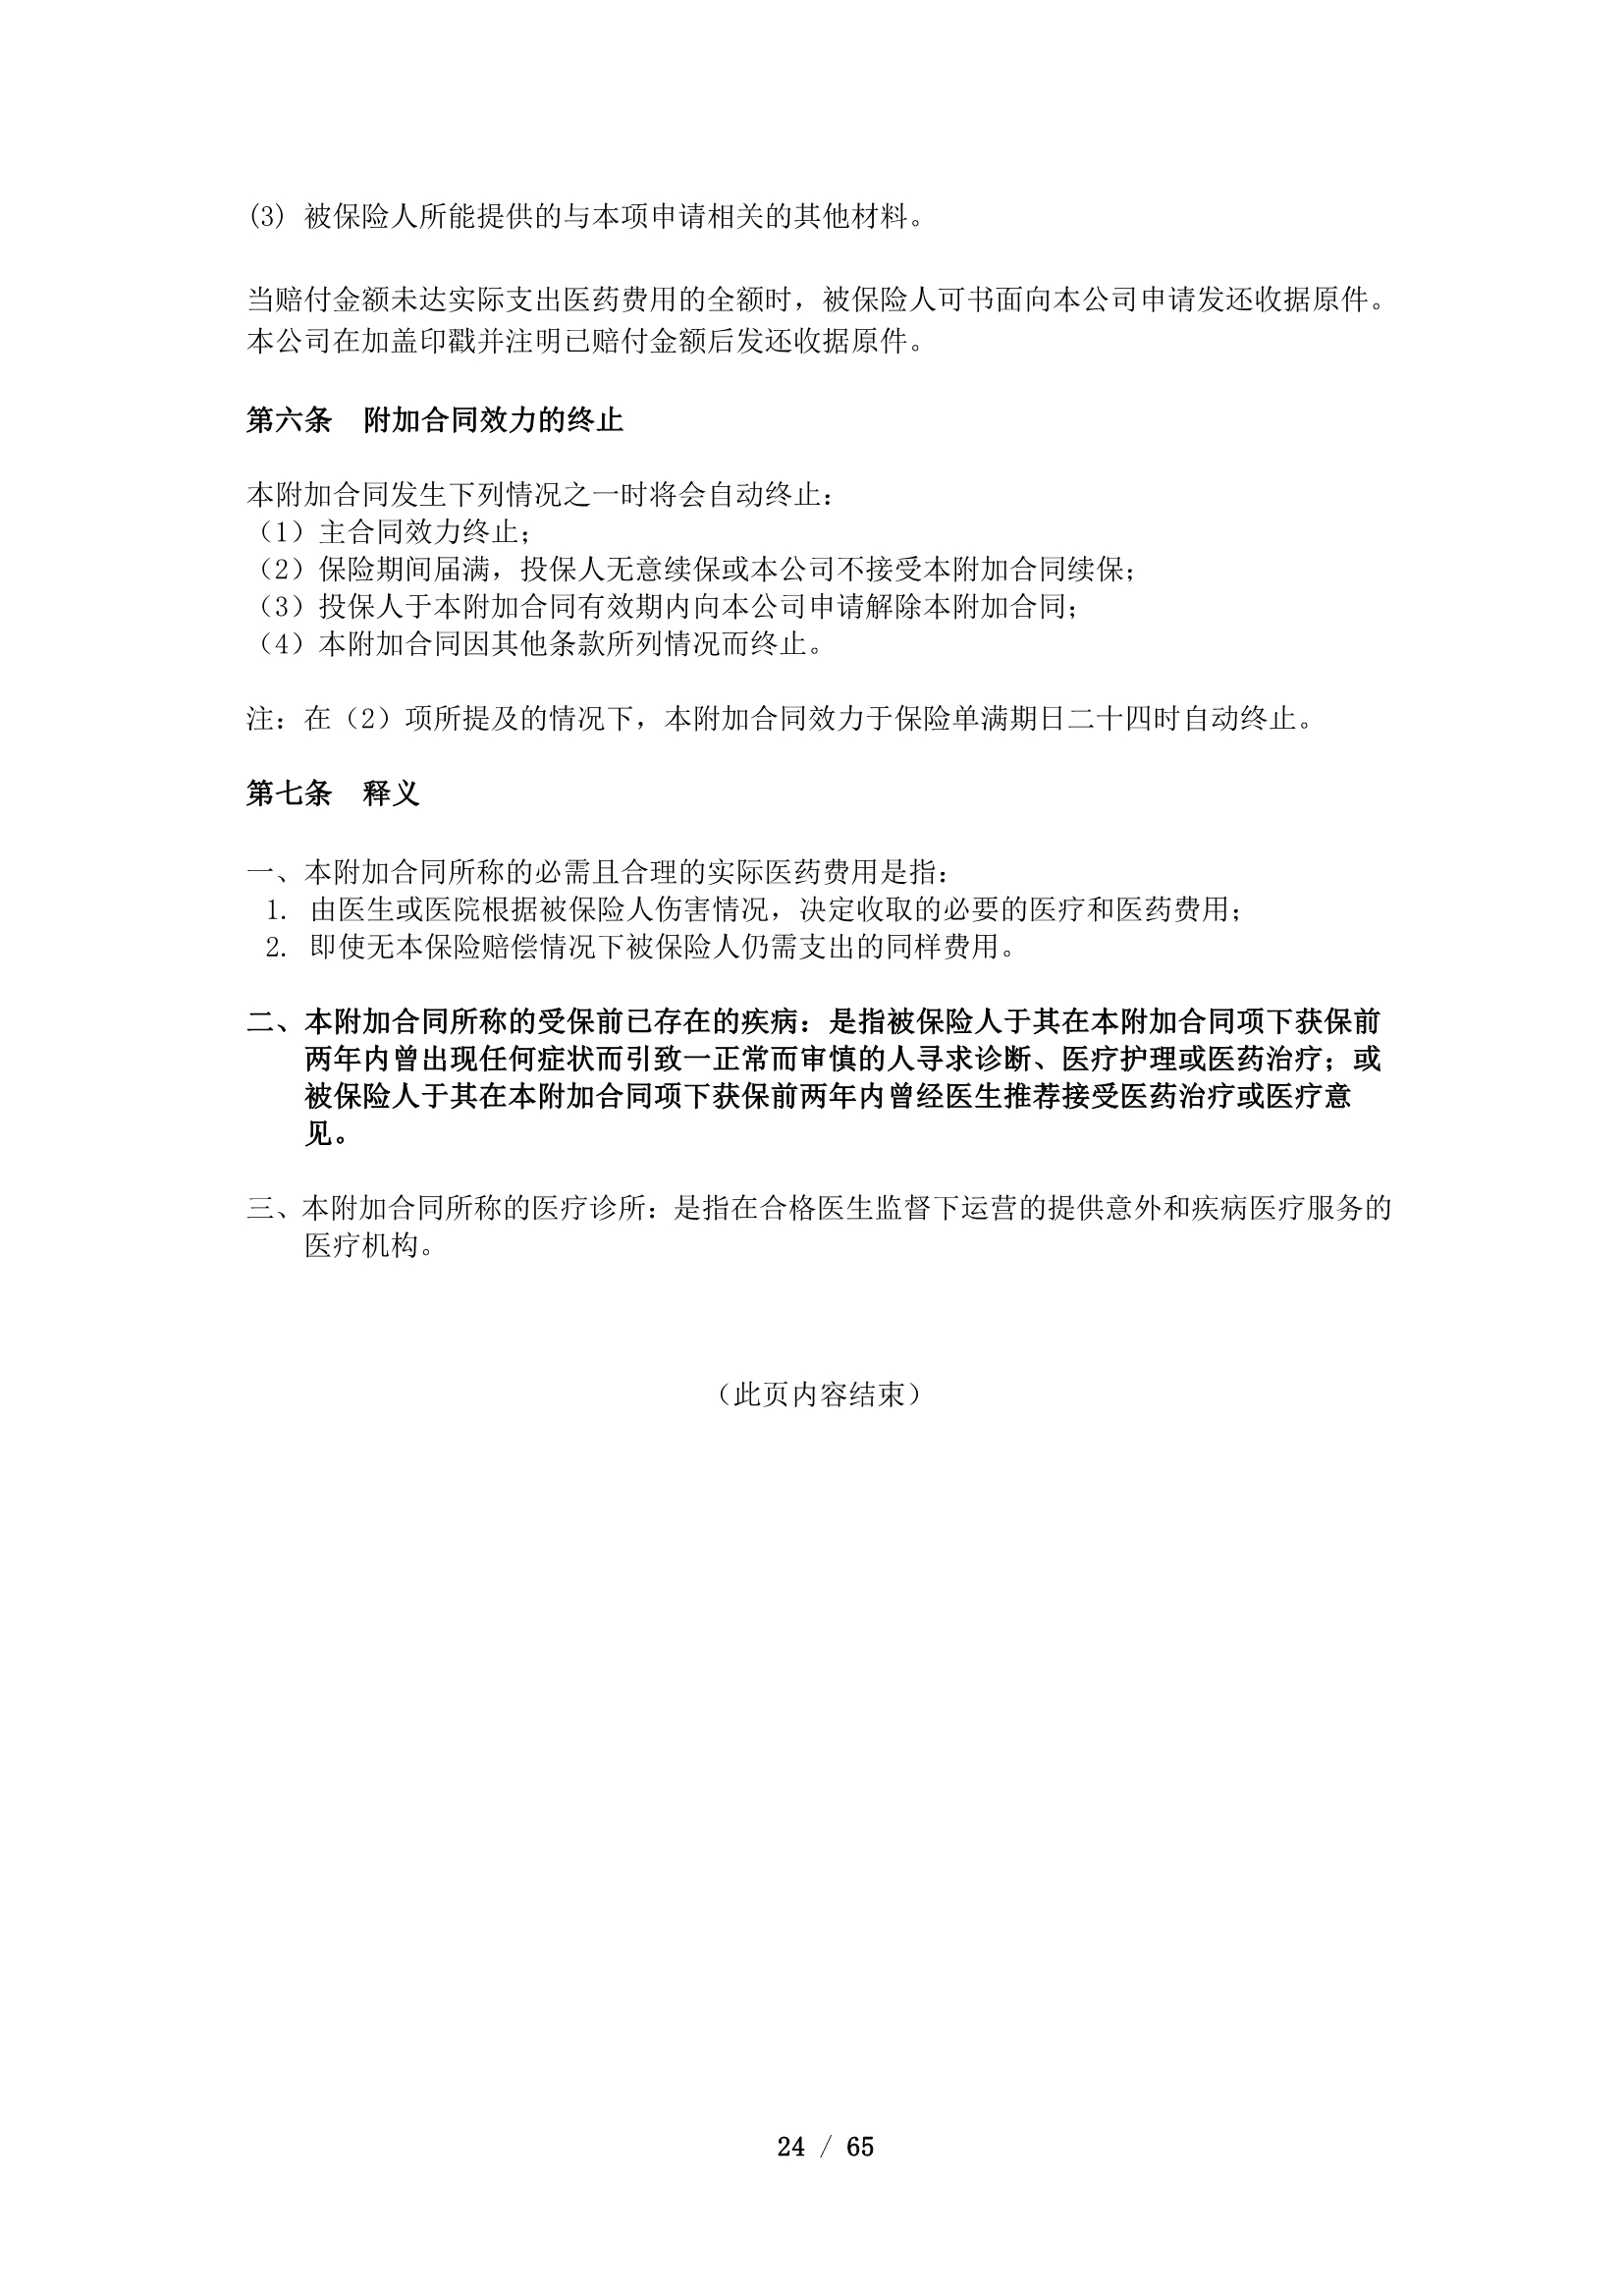 (3) 被保险人所能提供的与本项申请相关的其他材料。
当赔付金额未达实际支出医药费用的全额时，被保险人可书面向本公司申请发还收据原件。
本公司在加盖印戳并注明已赔付金额后发还收据原件。
第六条　附加合同效力的终止
本附加合同发生下列情况之一时将会自动终止：
（1）主合同效力终止；
（2）保险期间届满，投保人无意续保或本公司不接受本附加合同续保；
（3）投保人于本附加合同有效期内向本公司申请解除本附加合同；
（4）本附加合同因其他条款所列情况而终止。
注：在（2）项所提及的情况下，本附加合同效力于保险单满期日二十四时自动终止。
第七条　释义
一、本附加合同所称的必需且合理的实际医药费用是指：
1. 由医生或医院根据被保险人伤害情况，决定收取的必要的医疗和医药费用；
2. 即使无本保险赔偿情况下被保险人仍需支出的同样费用。
二、本附加合同所称的受保前已存在的疾病：是指被保险人于其在本附加合同项下获保前
两年内曾出现任何症状而引致一正常而审慎的人寻求诊断、医疗护理或医药治疗；或
被保险人于其在本附加合同项下获保前两年内曾经医生推荐接受医药治疗或医疗意
见。
三、本附加合同所称的医疗诊所：是指在合格医生监督下运营的提供意外和疾病医疗服务的
医疗机构。
（此页内容结束）
24 / 65